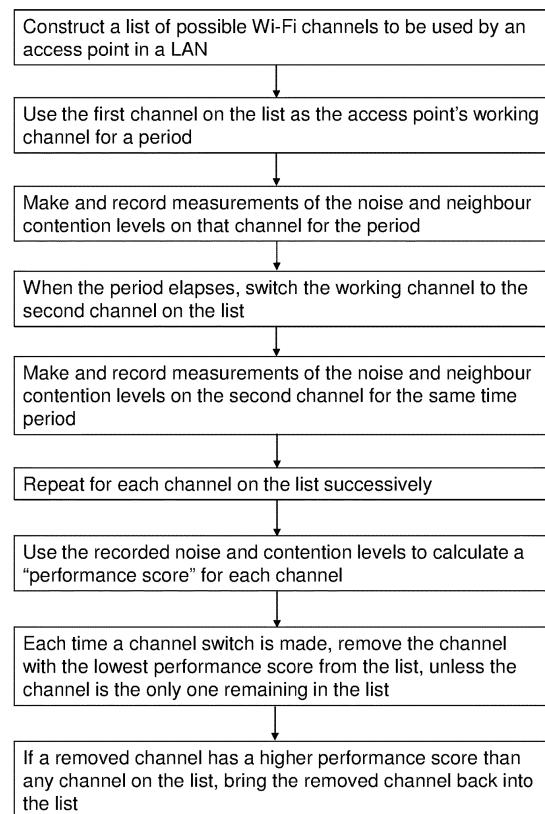 Construct a list of possible Wi-Fi channels to be used by an
access point in a LAN
Use the first channel on the list as the access point's working
channel for a period
Make and record measurements of the noise and neighbour
contention levels on that channel for the period
When the period elapses, switch the working channel to the
second channel on the list
Make and record measurements of the noise and neighbour
contention levels on the second channel for the same time
period
Repeat for each channel on the list successively
Use the recorded noise and contention levels to calculate a
“performance score” for each channel
Each time a channel switch is made, remove the channel
with the lowest performance score from the list, unless the
channel is the only one remaining in the list
If a removed channel has a higher performance score than
any channel on the list, bring the removed channel back into
the list